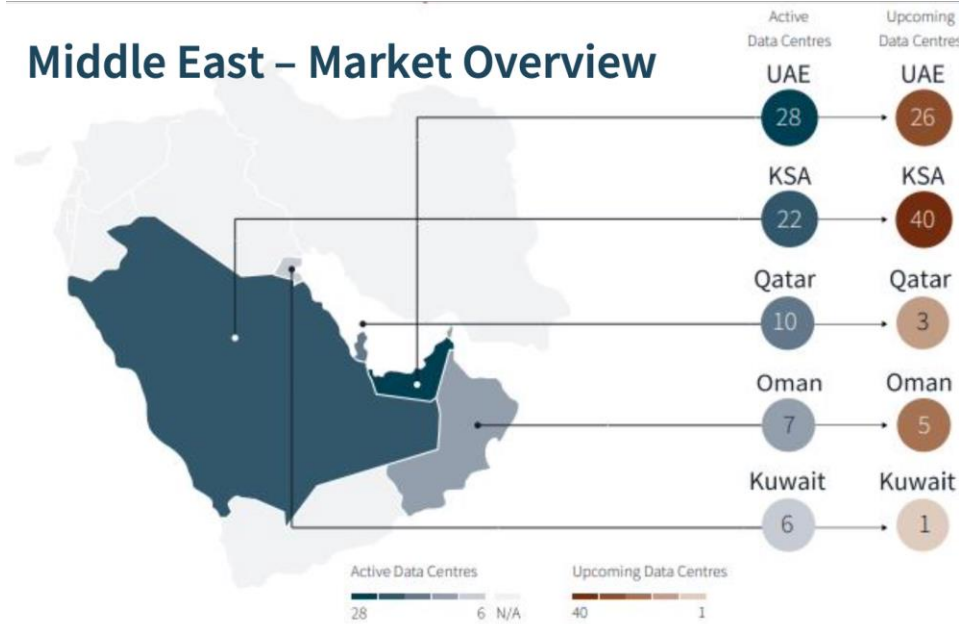 Middle East – Market Overview
Active
Data Centres
Upcoming
Data Centres
UAE
UAE
28
26
KSA
KSA
22
40
Qatar
Qatar
10
3
Oman
Oman
7
5
Kuwait
Kuwait
6
1
Active Data Centres
28
6
N/A
Upcoming Data Centres
40
1